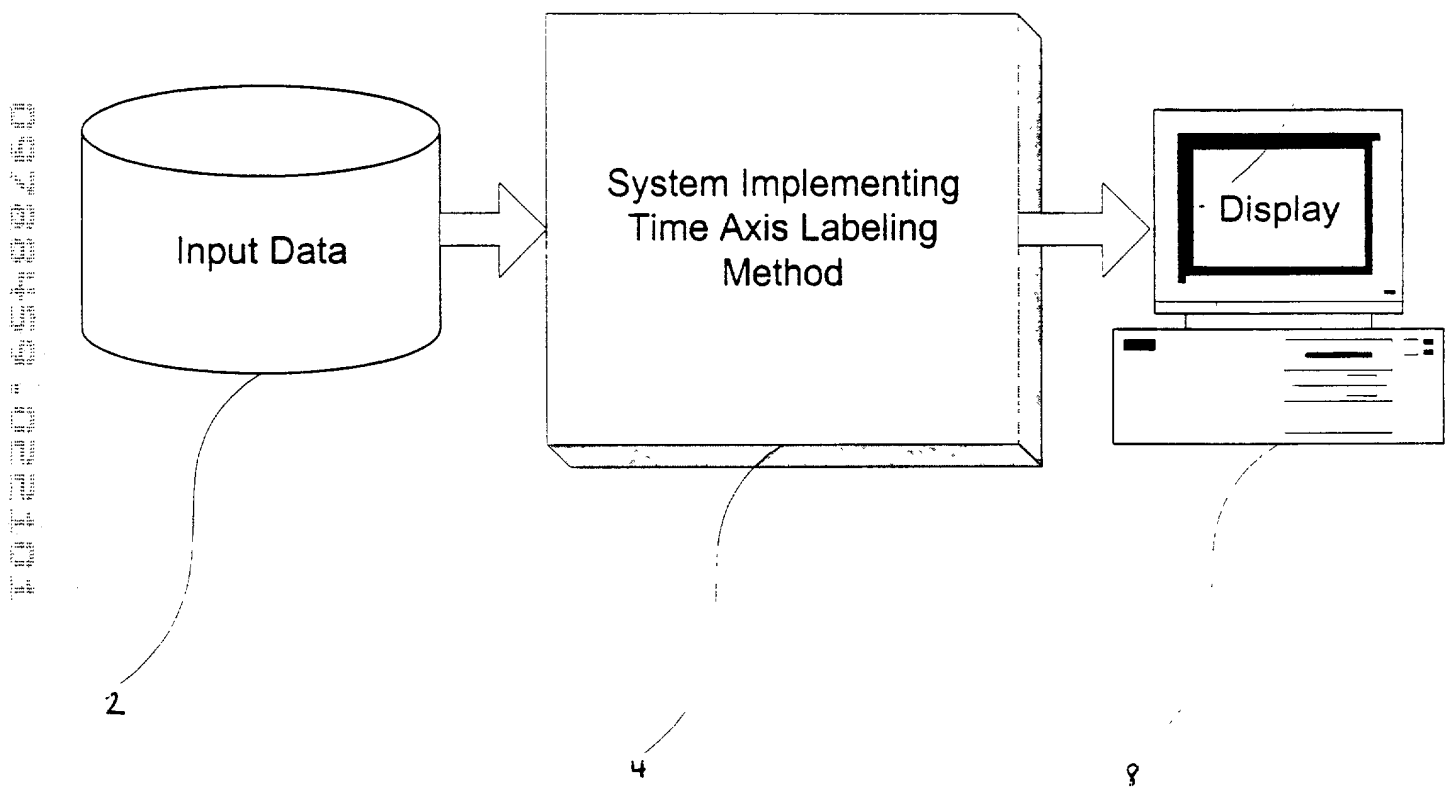 Input Data
System Implementing
Time Axis Labeling
Method
Display
2
4
8